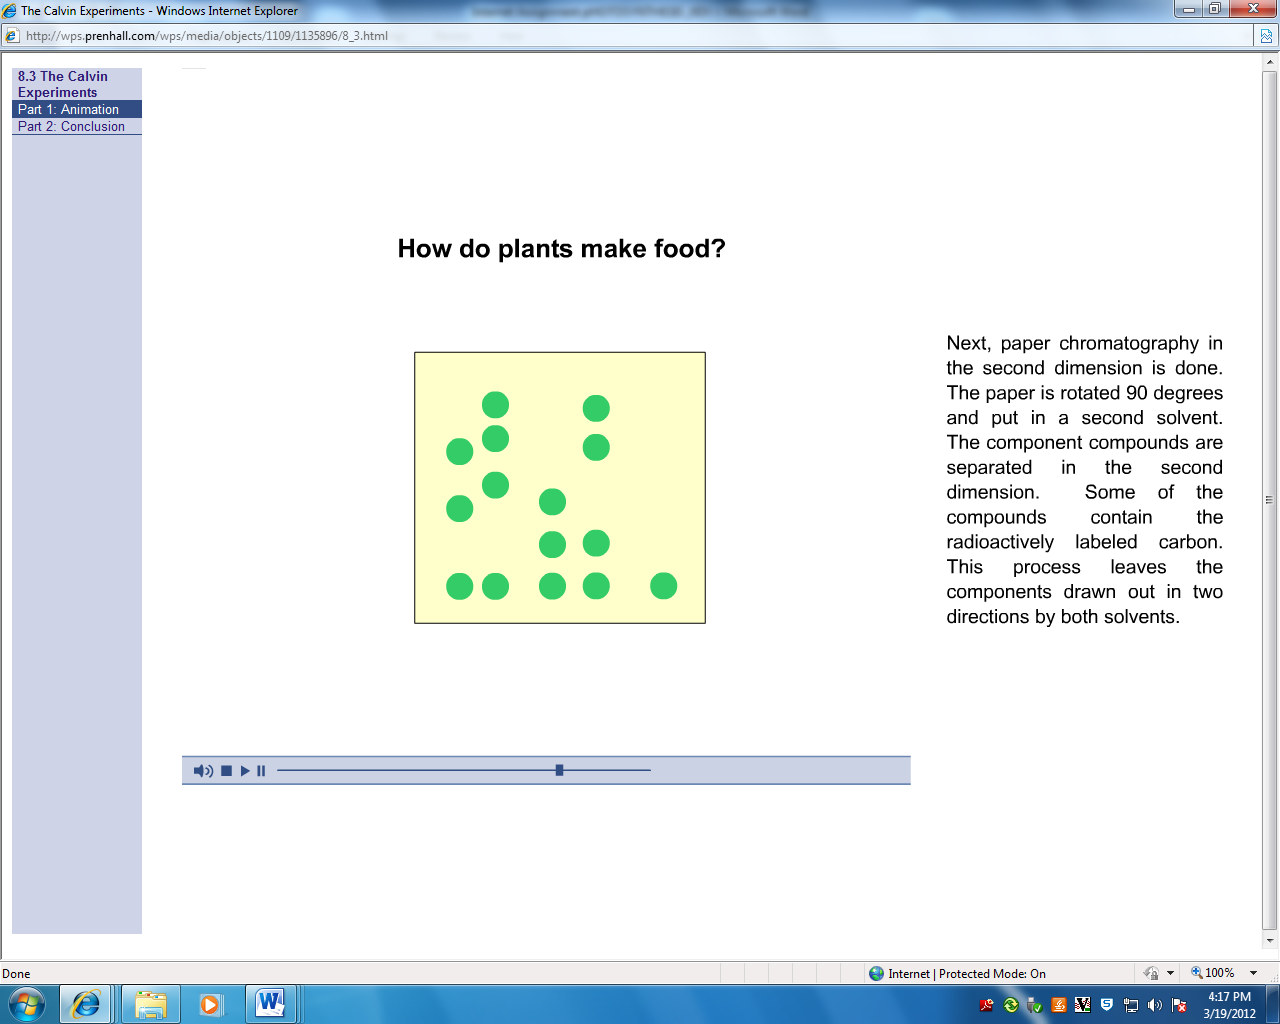 The Calvin Experiments - Windows Internet Explorer
http://wps.prenhall.com/wps/media/objects/1109/1135896/8_3.html
8.3 The Calvin
Experiments
Part 1: Animation
Part 2: Conclusion
How do plants make food?
Next, paper chromatography in
the second dimension is done.
The paper is rotated 90 degrees
and put in a second solvent.
The component compounds are
separated in the second
dimension. Some of the
compounds contain the
radioactively labeled carbon.
This process leaves the
components drawn out in two
directions by both solvents.
Done
Internet | Protected Mode: On
100%
4:17 PM
3/19/2012